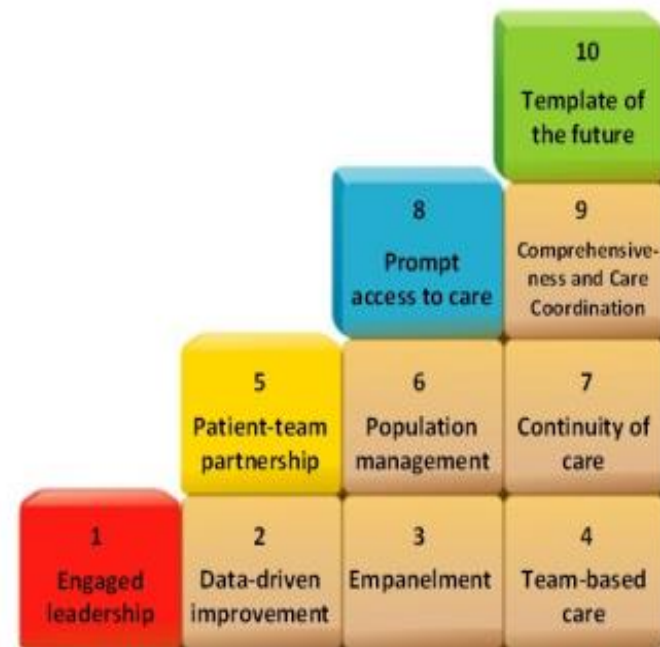 10
Template of
the future
8
Prompt
access to care
9
Comprehensive-
ness and Care
Coordination
5
Patient-team
partnership
6
Population
management
7
Continuity of
care
1
Engaged
leadership
2
Data-driven
improvement
3
Empanelment
4
Team-based
care